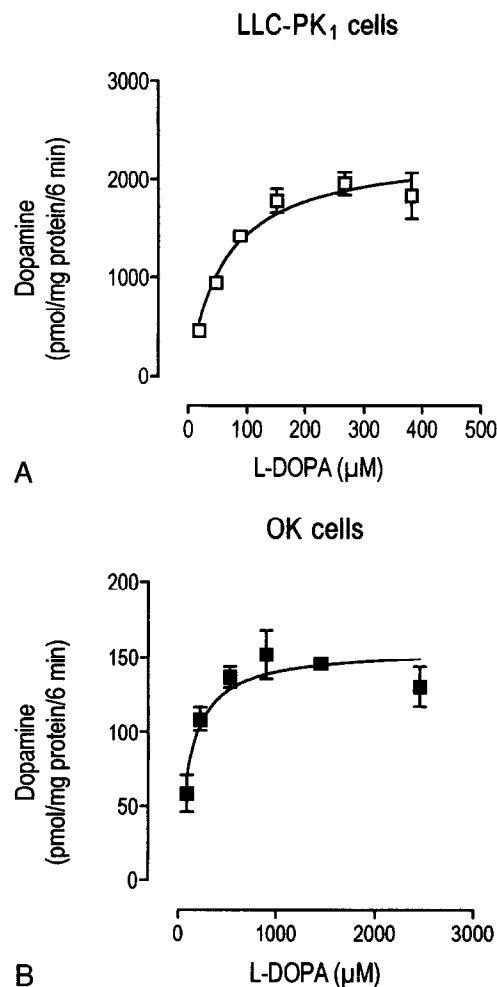 LLC-PK₁ cells
3000
2000
1000
0
Dopamine
(pmol/mg protein/6 min)
0 100 200 300 400 500
L-DOPA (µM)
A
OK cells
200
150
100
50
0
Dopamine
(pmol/mg protein/6 min)
0 1000 2000 3000
L-DOPA (µM)
B